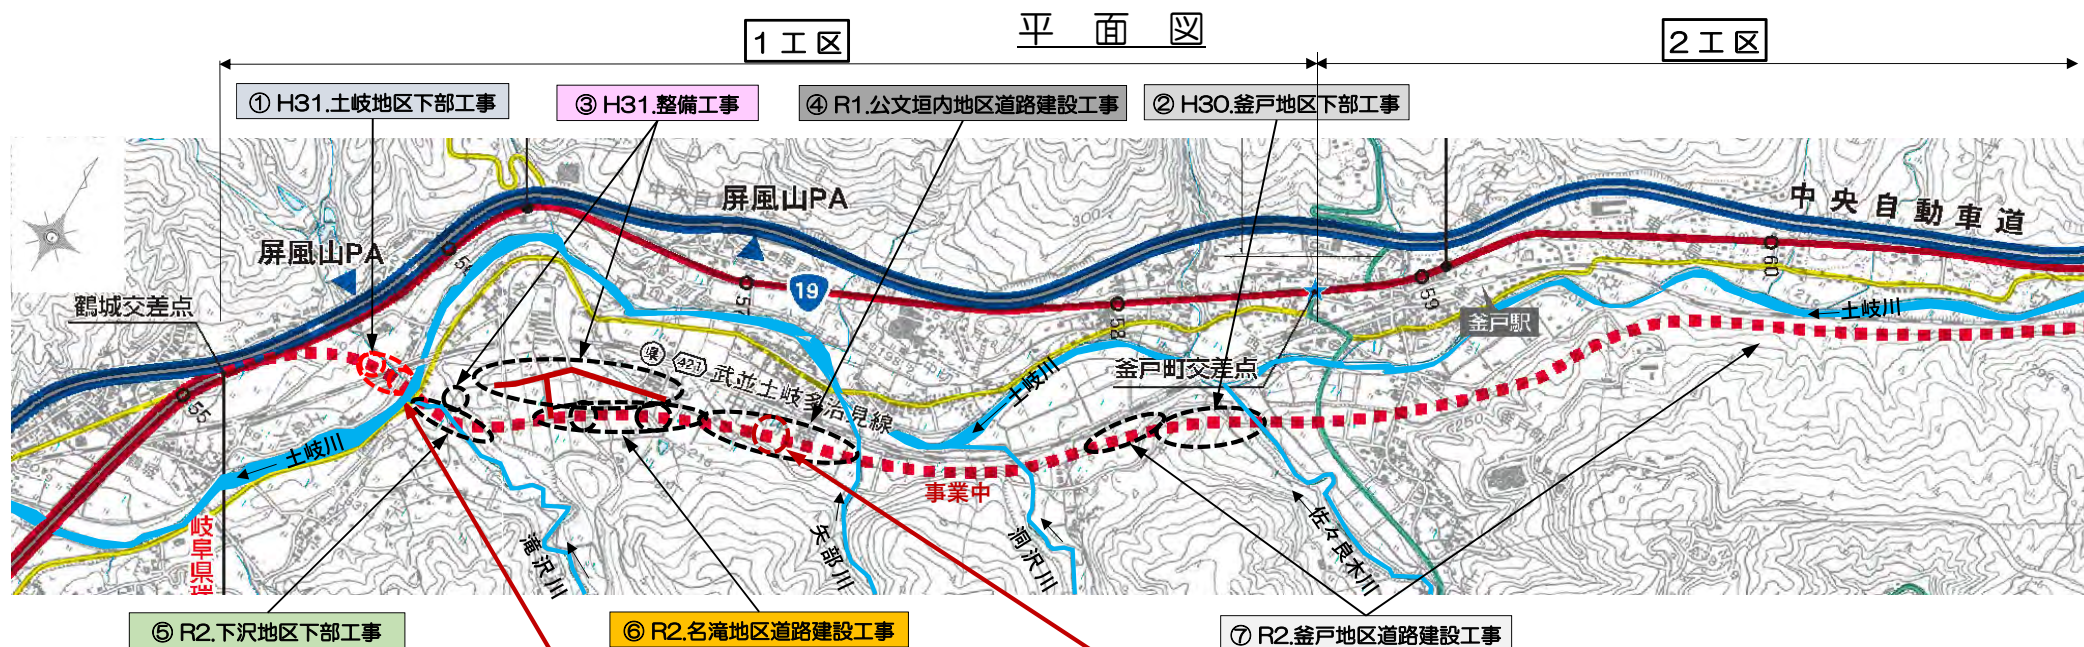 平面図
1工区
2工区
① H31.土岐地区下部工事
③ H31.整備工事
④ R1.公文垣内地区道路建設工事
② H30.釜戸地区下部工事
屏風山PA
屏風山PA
中央自動車道
鶴城交差点
19
55
57
58
59
60
釜戸駅
土岐川
県 421 武並土岐多治見線
釜戸町交差点
土岐川
土岐川
事業中
岐阜県瑞
滝沢川
矢部川
洞沢川
佐々良木川
⑤ R2.下沢地区下部工事
⑥ R2.名滝地区道路建設工事
⑦ R2.釜戸地区道路建設工事